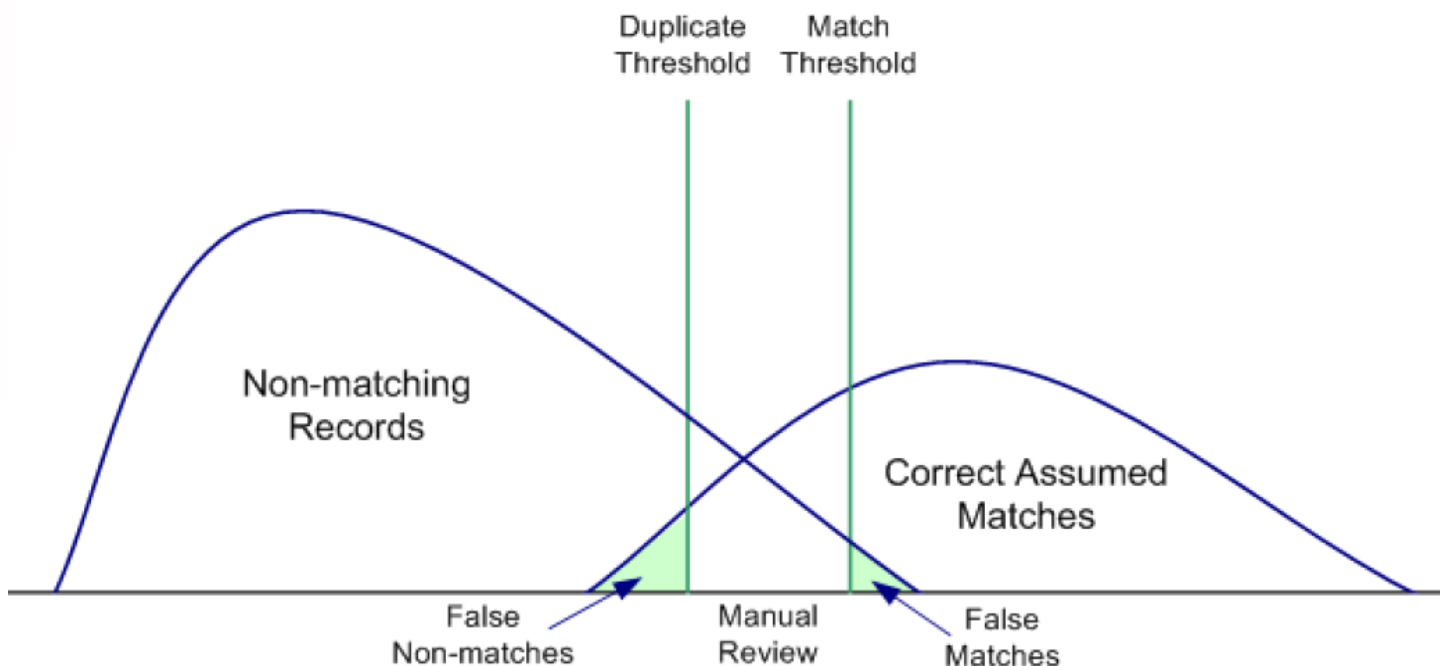 Duplicate
Threshold
Match
Threshold
Non-matching
Records
Correct Assumed
Matches
False
Non-matches
Manual
Review
False
Matches